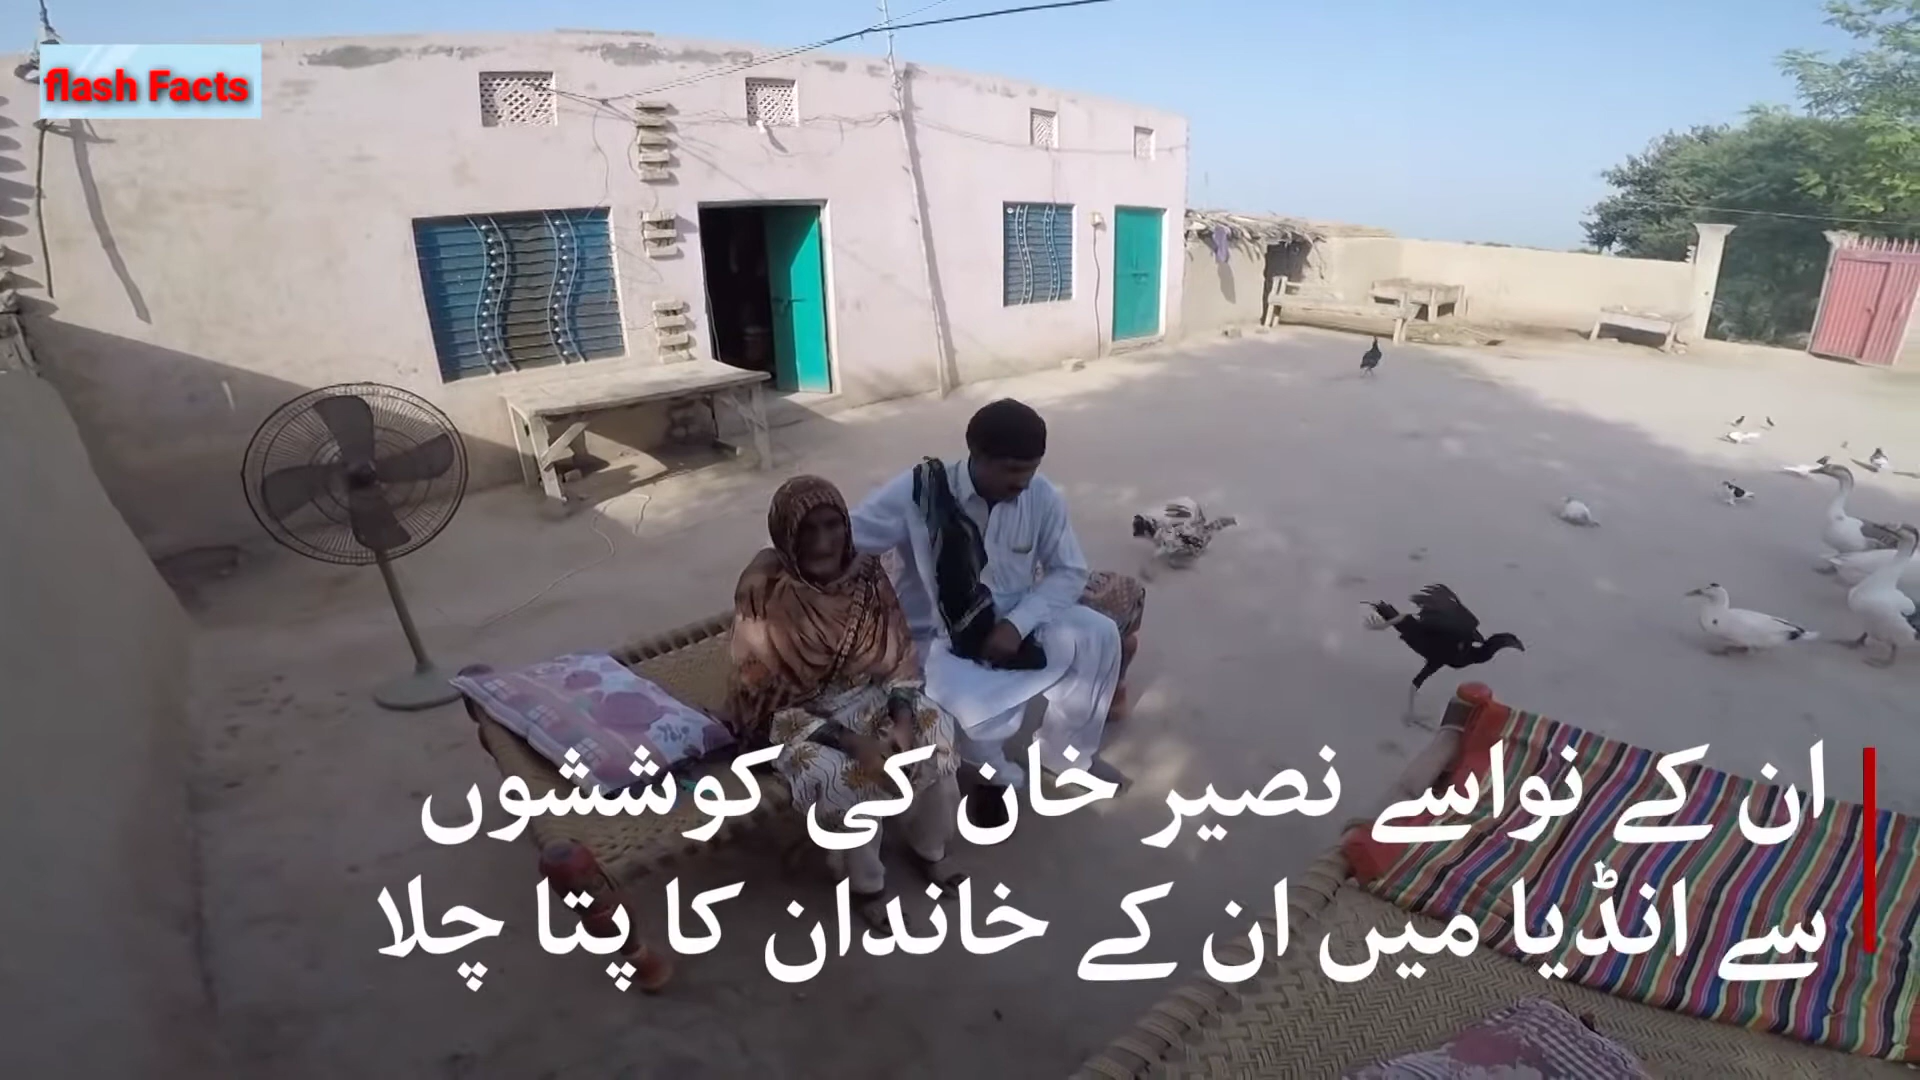 flash Facts
ان کے نواسے نصیر خان کی کوششوں
سے انڈیا میں ان کے خاندان کا پتا چلا